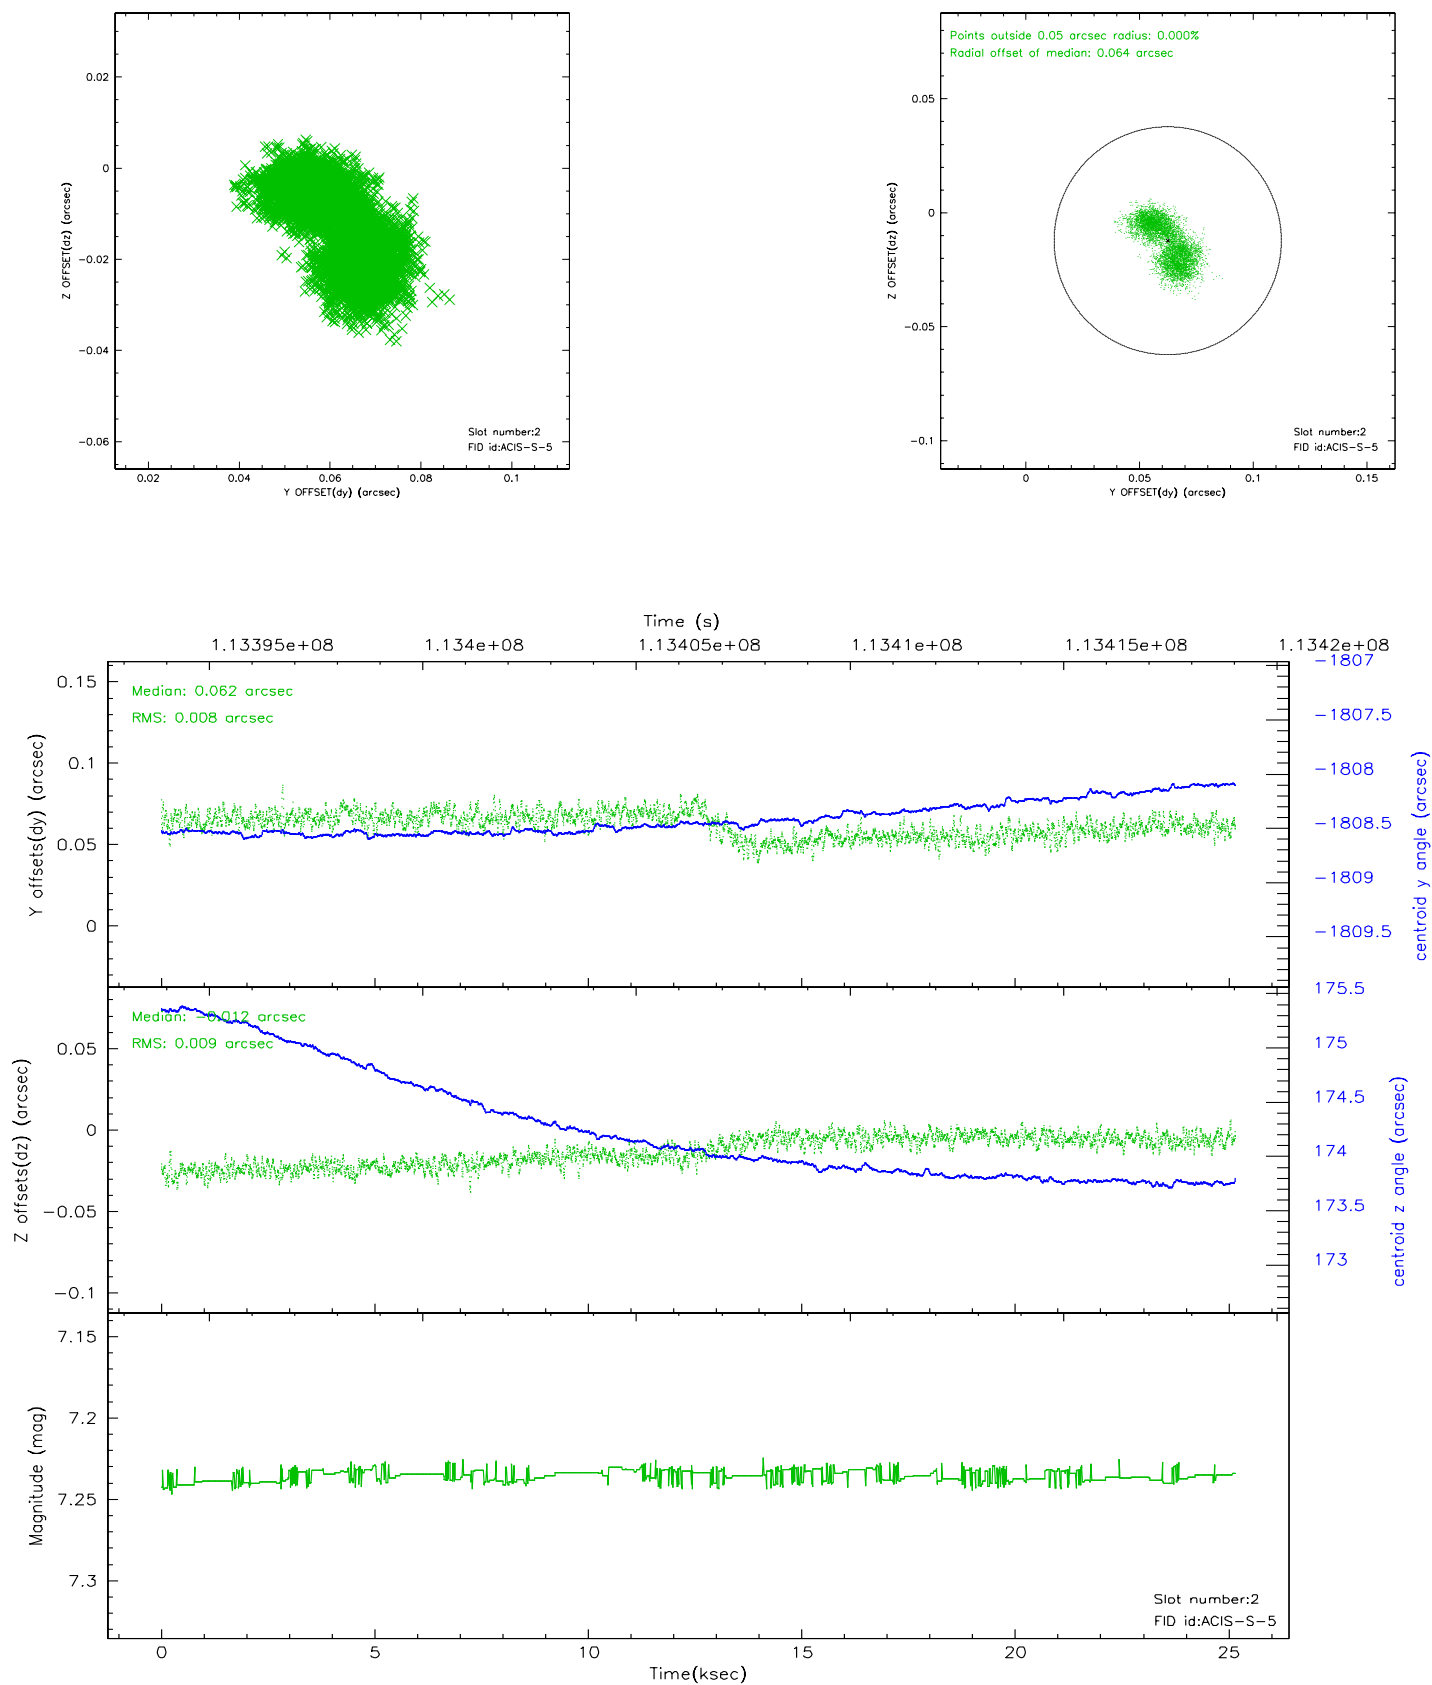 0.02
0
-0.02
-0.04
-0.06
Z OFFSET(dz) (arcsec)
Slot number:2
FID id:ACIS-S-5
0.02 0.04 0.06 0.08 0.1
Y OFFSET(dy) (arcsec)
Points outside 0.05 arcsec radius: 0.000%
Radial offset of median: 0.064 arcsec
0.05
0
-0.05
-0.1
Z OFFSET(dz) (arcsec)
Slot number:2
FID id:ACIS-S-5
0 0.05 0.1 0.15
Y OFFSET(dy) (arcsec)
Time (s)
1.13395e+08 1.134e+08 1.13405e+08 1.1341e+08 1.13415e+08 1.1342e+08
Median: 0.062 arcsec
RMS: 0.008 arcsec
0.15
0.1
0.05
0
Y offsets(dy) (arcsec)
-1807
-1807.5
-1808
-1808.5
-1809
-1809.5
centroid y angle (arcsec)
Median: -0.012 arcsec
RMS: 0.009 arcsec
0.05
0
-0.05
-0.1
Z offsets(dz) (arcsec)
175.5
175
174.5
174
173.5
173
centroid z angle (arcsec)
7.15
7.2
7.25
7.3
Magnitude (mag)
Slot number:2
FID id:ACIS-S-5
0 5 10 15 20 25
Time(ksec)